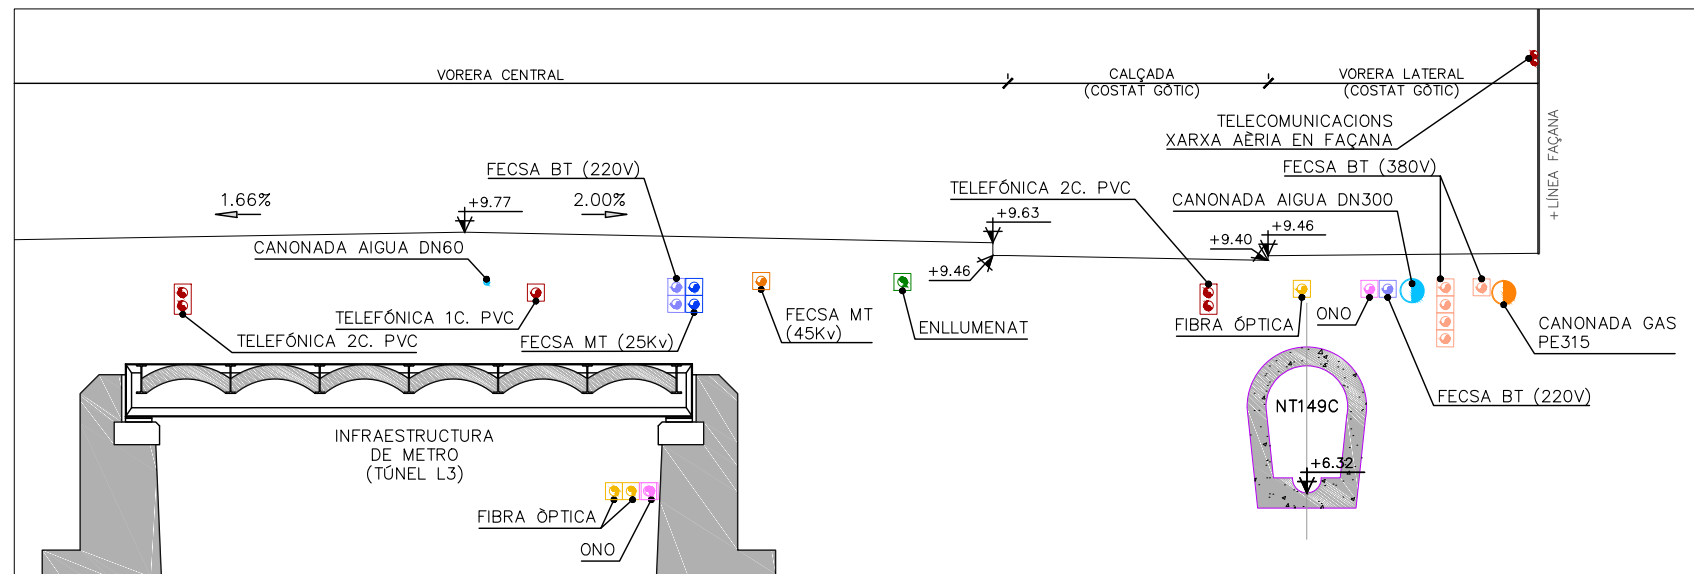 VORERA CENTRAL
CALÇADA
(COSTAT GÒTIC)
VORERA LATERAL
(COSTAT GÒTIC)
TELECOMUNICACIONS
XARXA AÈRIA EN FAÇANA
+LÍNEA FAÇANA
FECSA BT (220V)
FECSA BT (380V)
1.66%
+9.77
2.00%
TELEFÓNICA 2C. PVC
CANONADA AIGUA DN300
+9.63
+9.46
+9.40
CANONADA AIGUA DN60
+9.46
TELEFÓNICA 1C. PVC
TELEFÓNICA 2C. PVC
FECSA MT (25Kv)
FECSA MT
(45Kv)
ENLLUMENAT
FIBRA ÓPTICA
ONO
CANONADA GAS
PE315
FECSA BT (220V)
NT149C
INFRAESTRUCTURA
DE METRO
(TÚNEL L3)
+6.32
FIBRA ÒPTICA
ONO